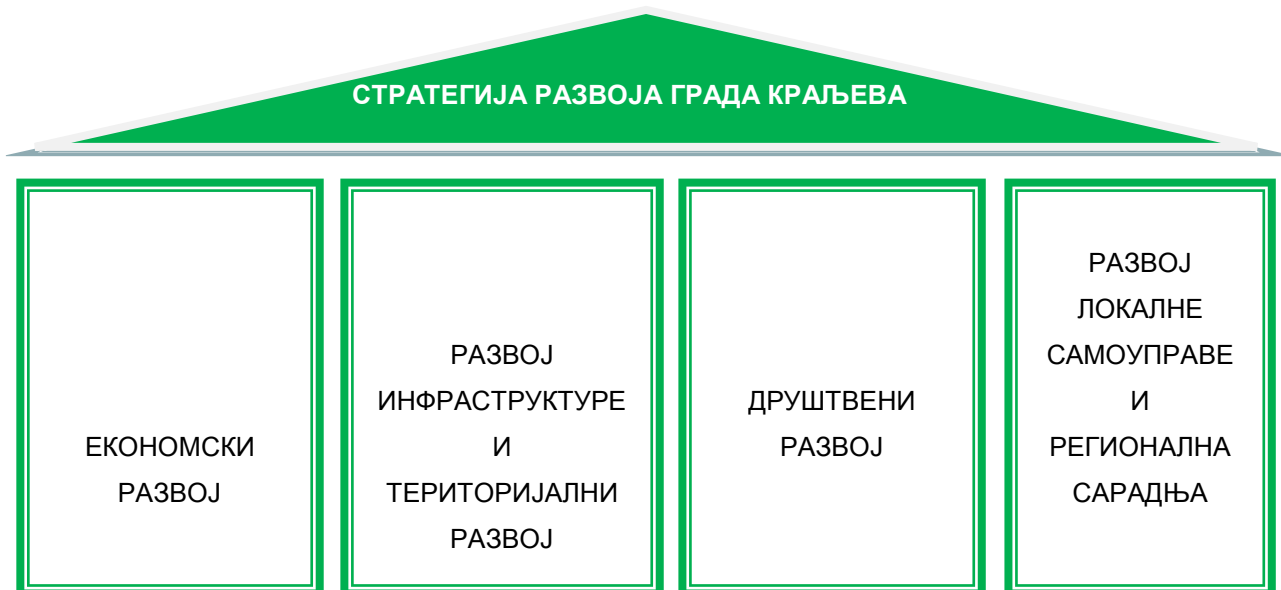 СТРАТЕГИЈА РАЗВОЈА ГРАДА КРАЉЕВА
ЕКОНОМСКИ
РАЗВОЈ
РАЗВОЈ
ИНФРАСТРУКТУРЕ
И
ТЕРИТОРИЈАЛНИ
РАЗВОЈ
ДРУШТВЕНИ
РАЗВОЈ
РАЗВОЈ
ЛОКАЛНЕ
САМОУПРАВЕ
И
РЕГИОНАЛНА
САРАДЊА